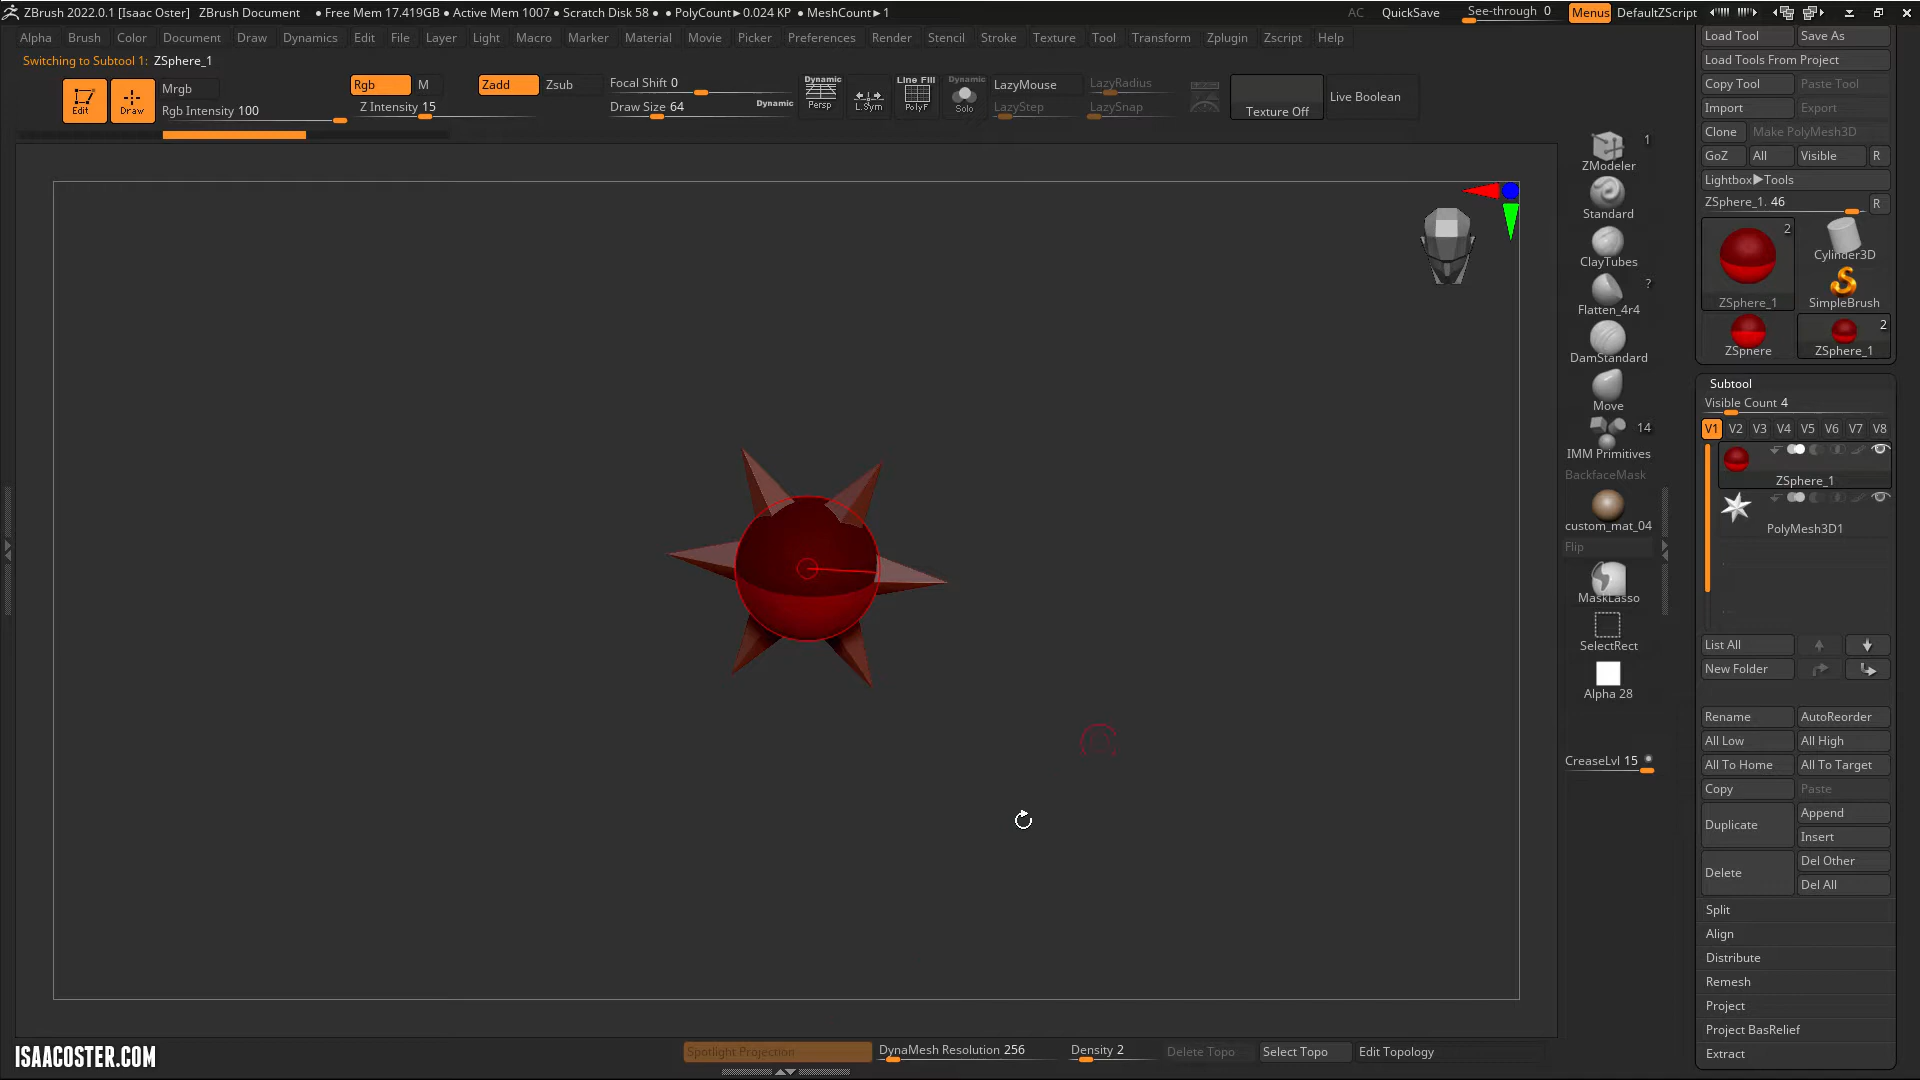 ZBrush 2022.0.1 [Isaac Oster] ZBrush Document • Free Mem 17.419GB • Active Mem 1007 • Scratch Disk 58 • • PolyCount► 0.024 KP • MeshCount► 1 AC QuickSave See-through 0 Menus DefaultZScript
Alpha Brush Color Document Draw Dynamics Edit File Layer Light Macro Marker Material Movie Picker Preferences Render Stencil Stroke Texture Tool Transform Zplugin Zscript Help
Switching to Subtool 1: ZSphere_1
Edit Draw Mrgb Rgb Intensity 100
Rgb M Z Intensity 15
Zadd Zsub
Focal Shift 0
Draw Size 64 Dynamic
Dynamic Persp
L.Sym
Line Fill PolyF
Dynamic Solo
LazyMouse LazyRadius
LazyStep LazySnap
Texture Off
Live Boolean
ZModeler 1
Standard
ClayTubes
Flatten_4r4 ?
DamStandard
Move
IMM Primitives 14
BackfaceMask
custom_mat_04
Flip
MaskLasso
SelectRect
Alpha 28
CreaseLvl 15
Load Tool Save As
Load Tools From Project
Copy Tool Paste Tool
Import Export
Clone Make PolyMesh3D
GoZ All Visible R
Lightbox►Tools
ZSphere_1. 46 R
2
ZSphere_1
Cylinder3D
SimpleBrush
ZSphere
2
ZSphere_1
Subtool
Visible Count 4
V1 V2 V3 V4 V5 V6 V7 V8
ZSphere_1
PolyMesh3D1
List All
New Folder
Rename AutoReorder
All Low All High
All To Home All To Target
Copy Paste
Duplicate Append
Insert
Delete Del Other
Del All
Split
Align
Distribute
Remesh
Project
Project BasRelief
Extract
ISAACOSTER.COM
Spotlight Projection DynaMesh Resolution 256 Density 2 Delete Topo Select Topo Edit Topology